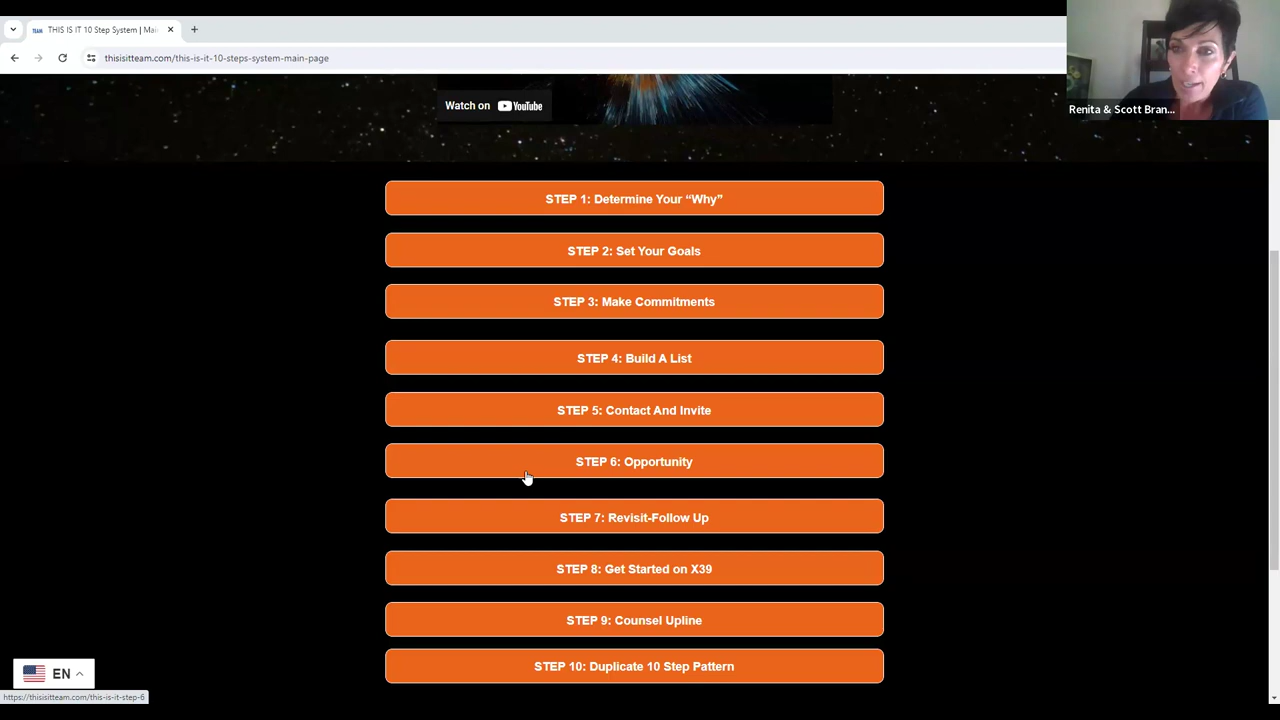 THIS IS IT 10 Step System | Mai
thisisitteam.com/this-is-it-10-steps-system-main-page
Watch on YouTube
Renita & Scott Bran...
STEP 1: Determine Your “Why”
STEP 2: Set Your Goals
STEP 3: Make Commitments
STEP 4: Build A List
STEP 5: Contact And Invite
STEP 6: Opportunity
STEP 7: Revisit-Follow Up
STEP 8: Get Started on X39
STEP 9: Counsel Upline
STEP 10: Duplicate 10 Step Pattern
EN
https://thisisitteam.com/this-is-it-step-6